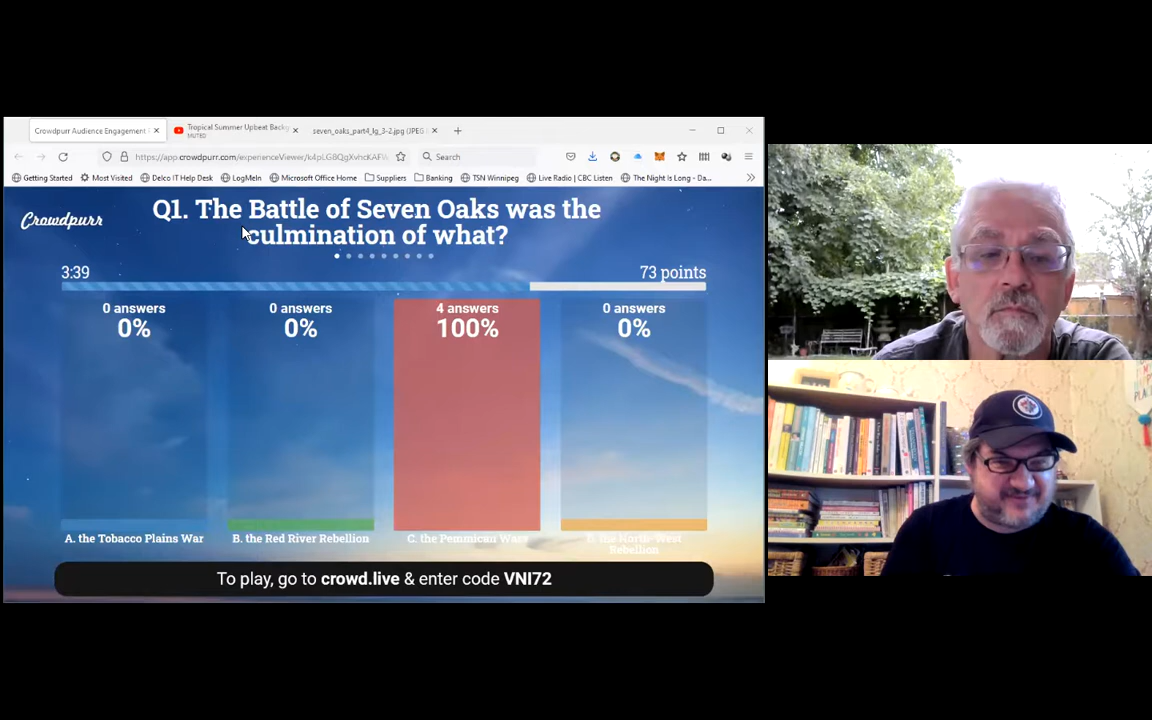 Crowdpurr Audience Engagement
Tropical Summer Upbeat Backg
MUTED
seven_oaks_part4_lg_3-2.jpg (JPEG I
Search
Getting Started
Most Visited
Delco IT Help Desk
LogMeIn
Microsoft Office Home
Suppliers
Banking
TSN Winnipeg
Live Radio | CBC Listen
The Night Is Long - Da...
Crowdpurr
Q1. The Battle of Seven Oaks was the
culmination of what?
3:39
73 points
0 answers
0%
0 answers
0%
4 answers
100%
0 answers
0%
A. the Tobacco Plains War
B. the Red River Rebellion
C. the Pemmican Wars
D. the North-West
Rebellion
To play, go to crowd.live & enter code VNI72